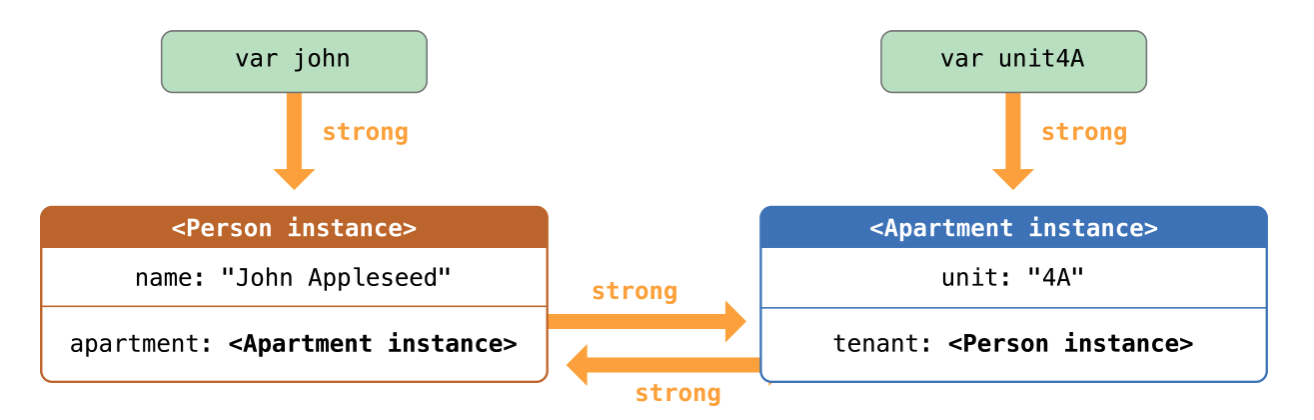 var john
var unit4A
strong
strong
<Person instance>
<Apartment instance>
name: "John Appleseed"
unit: "4A"
strong
apartment: <Apartment instance>
tenant: <Person instance>
strong